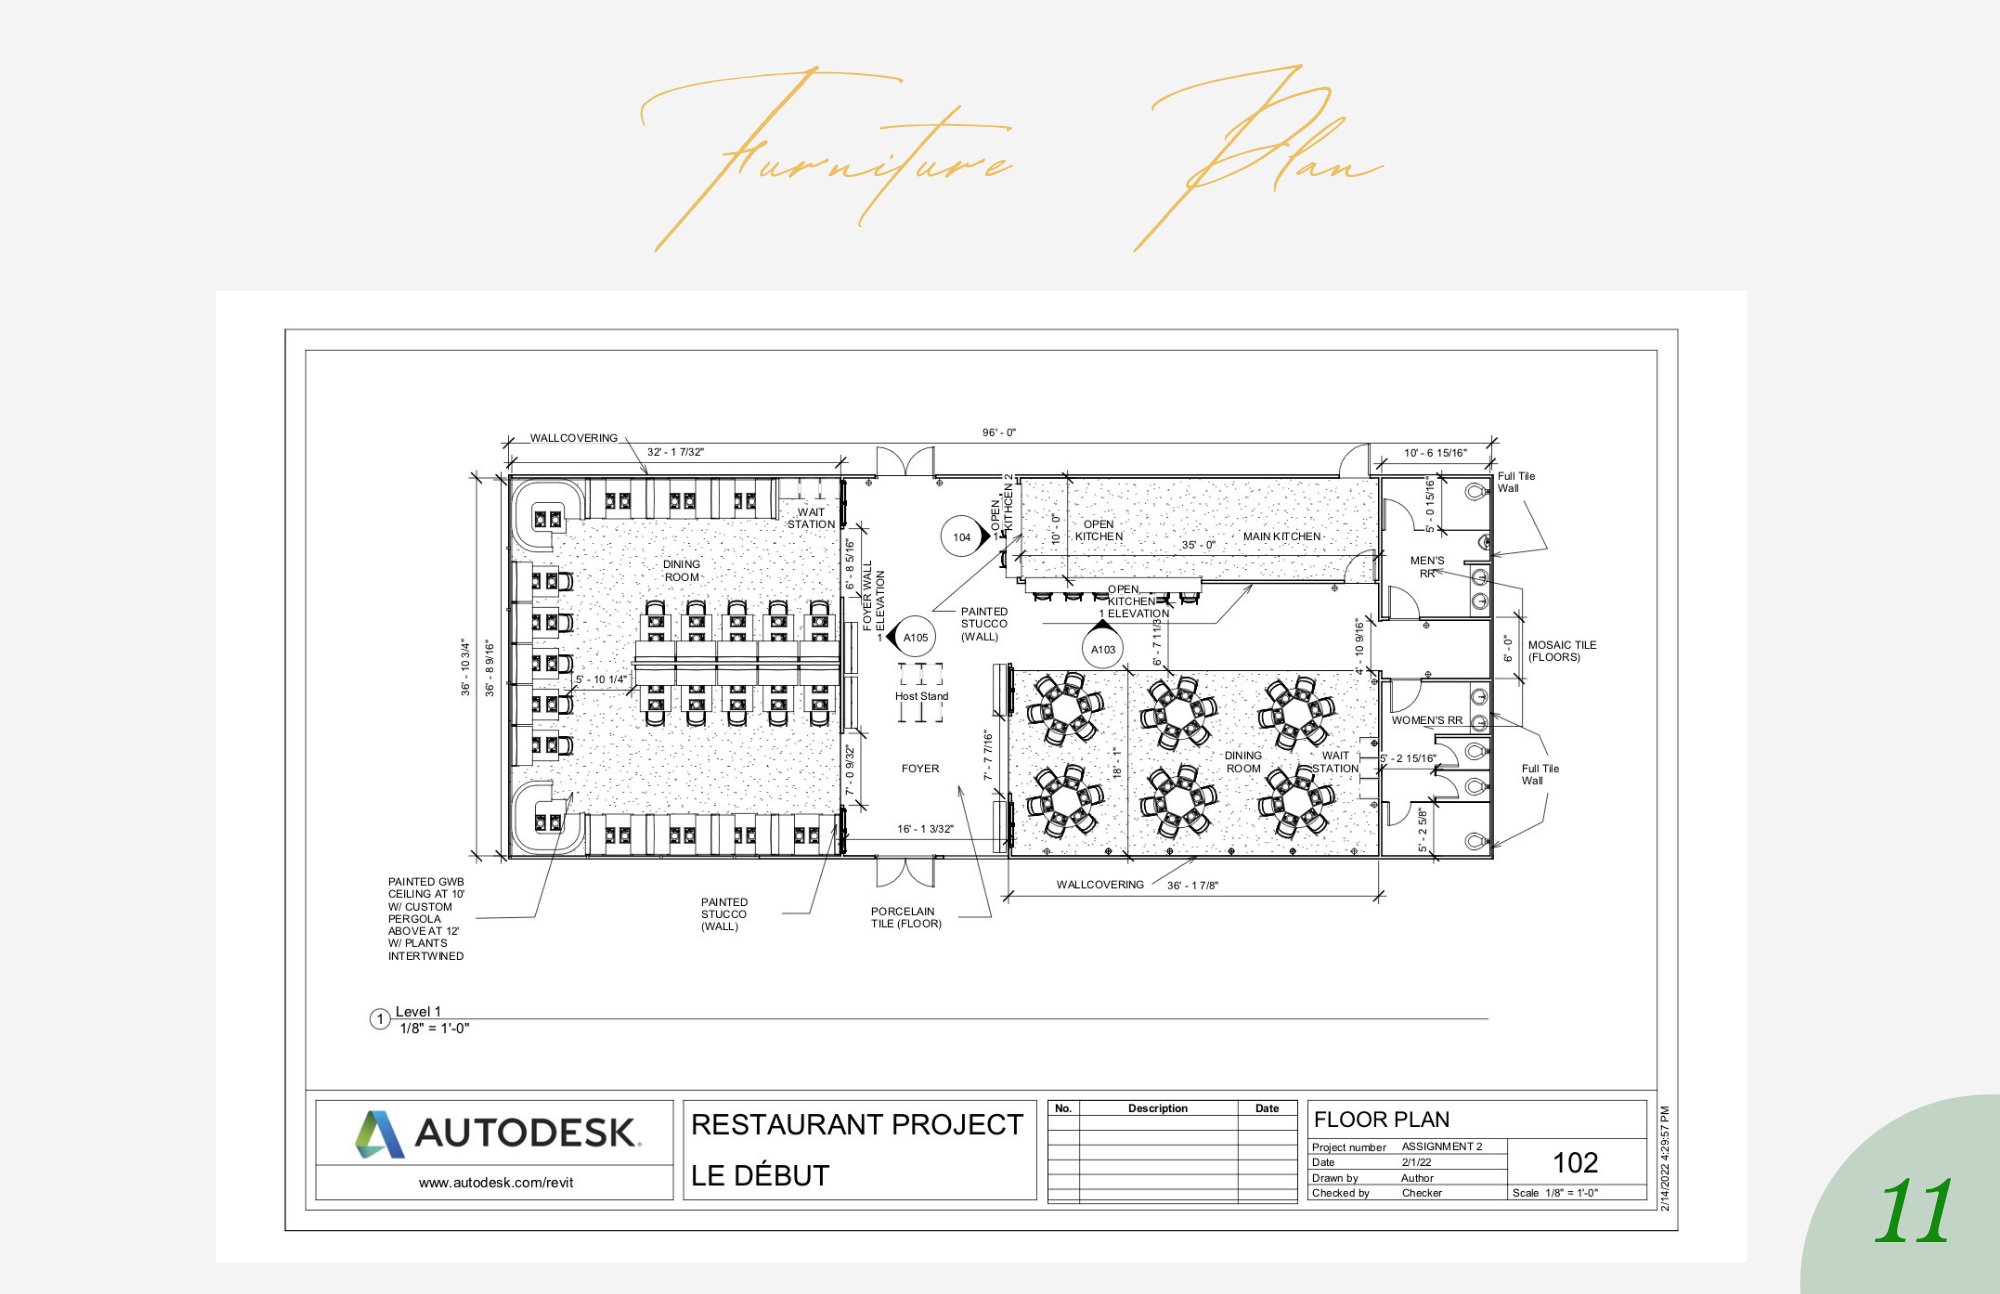 Furniture Plan
96' - 0"
WALLCOVERING
32' - 1 7/32"
10' - 6 15/16"
Full Tile
Wall
WAIT
STATION
OPEN
KITHCEN 2
104
1
10' - 0"
OPEN
KITCHEN
MAIN KITCHEN
35' - 0"
5' - 0 15/16"
DINING
ROOM
6' - 8 5/16"
FOYER WALL
ELEVATION
1
A105
MEN'S
RR
OPEN
KITCHEN
1 ELEVATION
A103
PAINTED
STUCCO
(WALL)
6' - 7 11/3
4' - 10 9/16"
6' - 0"
MOSAIC TILE
(FLOORS)
36' - 10 3/4"
36' - 8 9/16"
5' - 10 1/4"
Host Stand
WOMEN'S RR
7' - 0 9/32"
FOYER
7' - 7 7/16"
18' - 1"
DINING
ROOM
WAIT
STATION
5' - 2 15/16"
Full Tile
Wall
16' - 1 3/32"
5' - 2 5/8"
PAINTED GWB
CEILING AT 10'
W/ CUSTOM
PERGOLA
ABOVE AT 12'
W/ PLANTS
INTERTWINED
PAINTED
STUCCO
(WALL)
PORCELAIN
TILE (FLOOR)
WALLCOVERING
36' - 1 7/8"
1
Level 1
1/8" = 1'-0"
AUTODESK.
www.autodesk.com/revit
RESTAURANT PROJECT
LE DÉBUT
No. Description Date
FLOOR PLAN
Project number ASSIGNMENT 2
Date 2/1/22
Drawn by Author
Checked by Checker
102
Scale 1/8" = 1'-0"
2/14/2022 4:29:57 PM
11